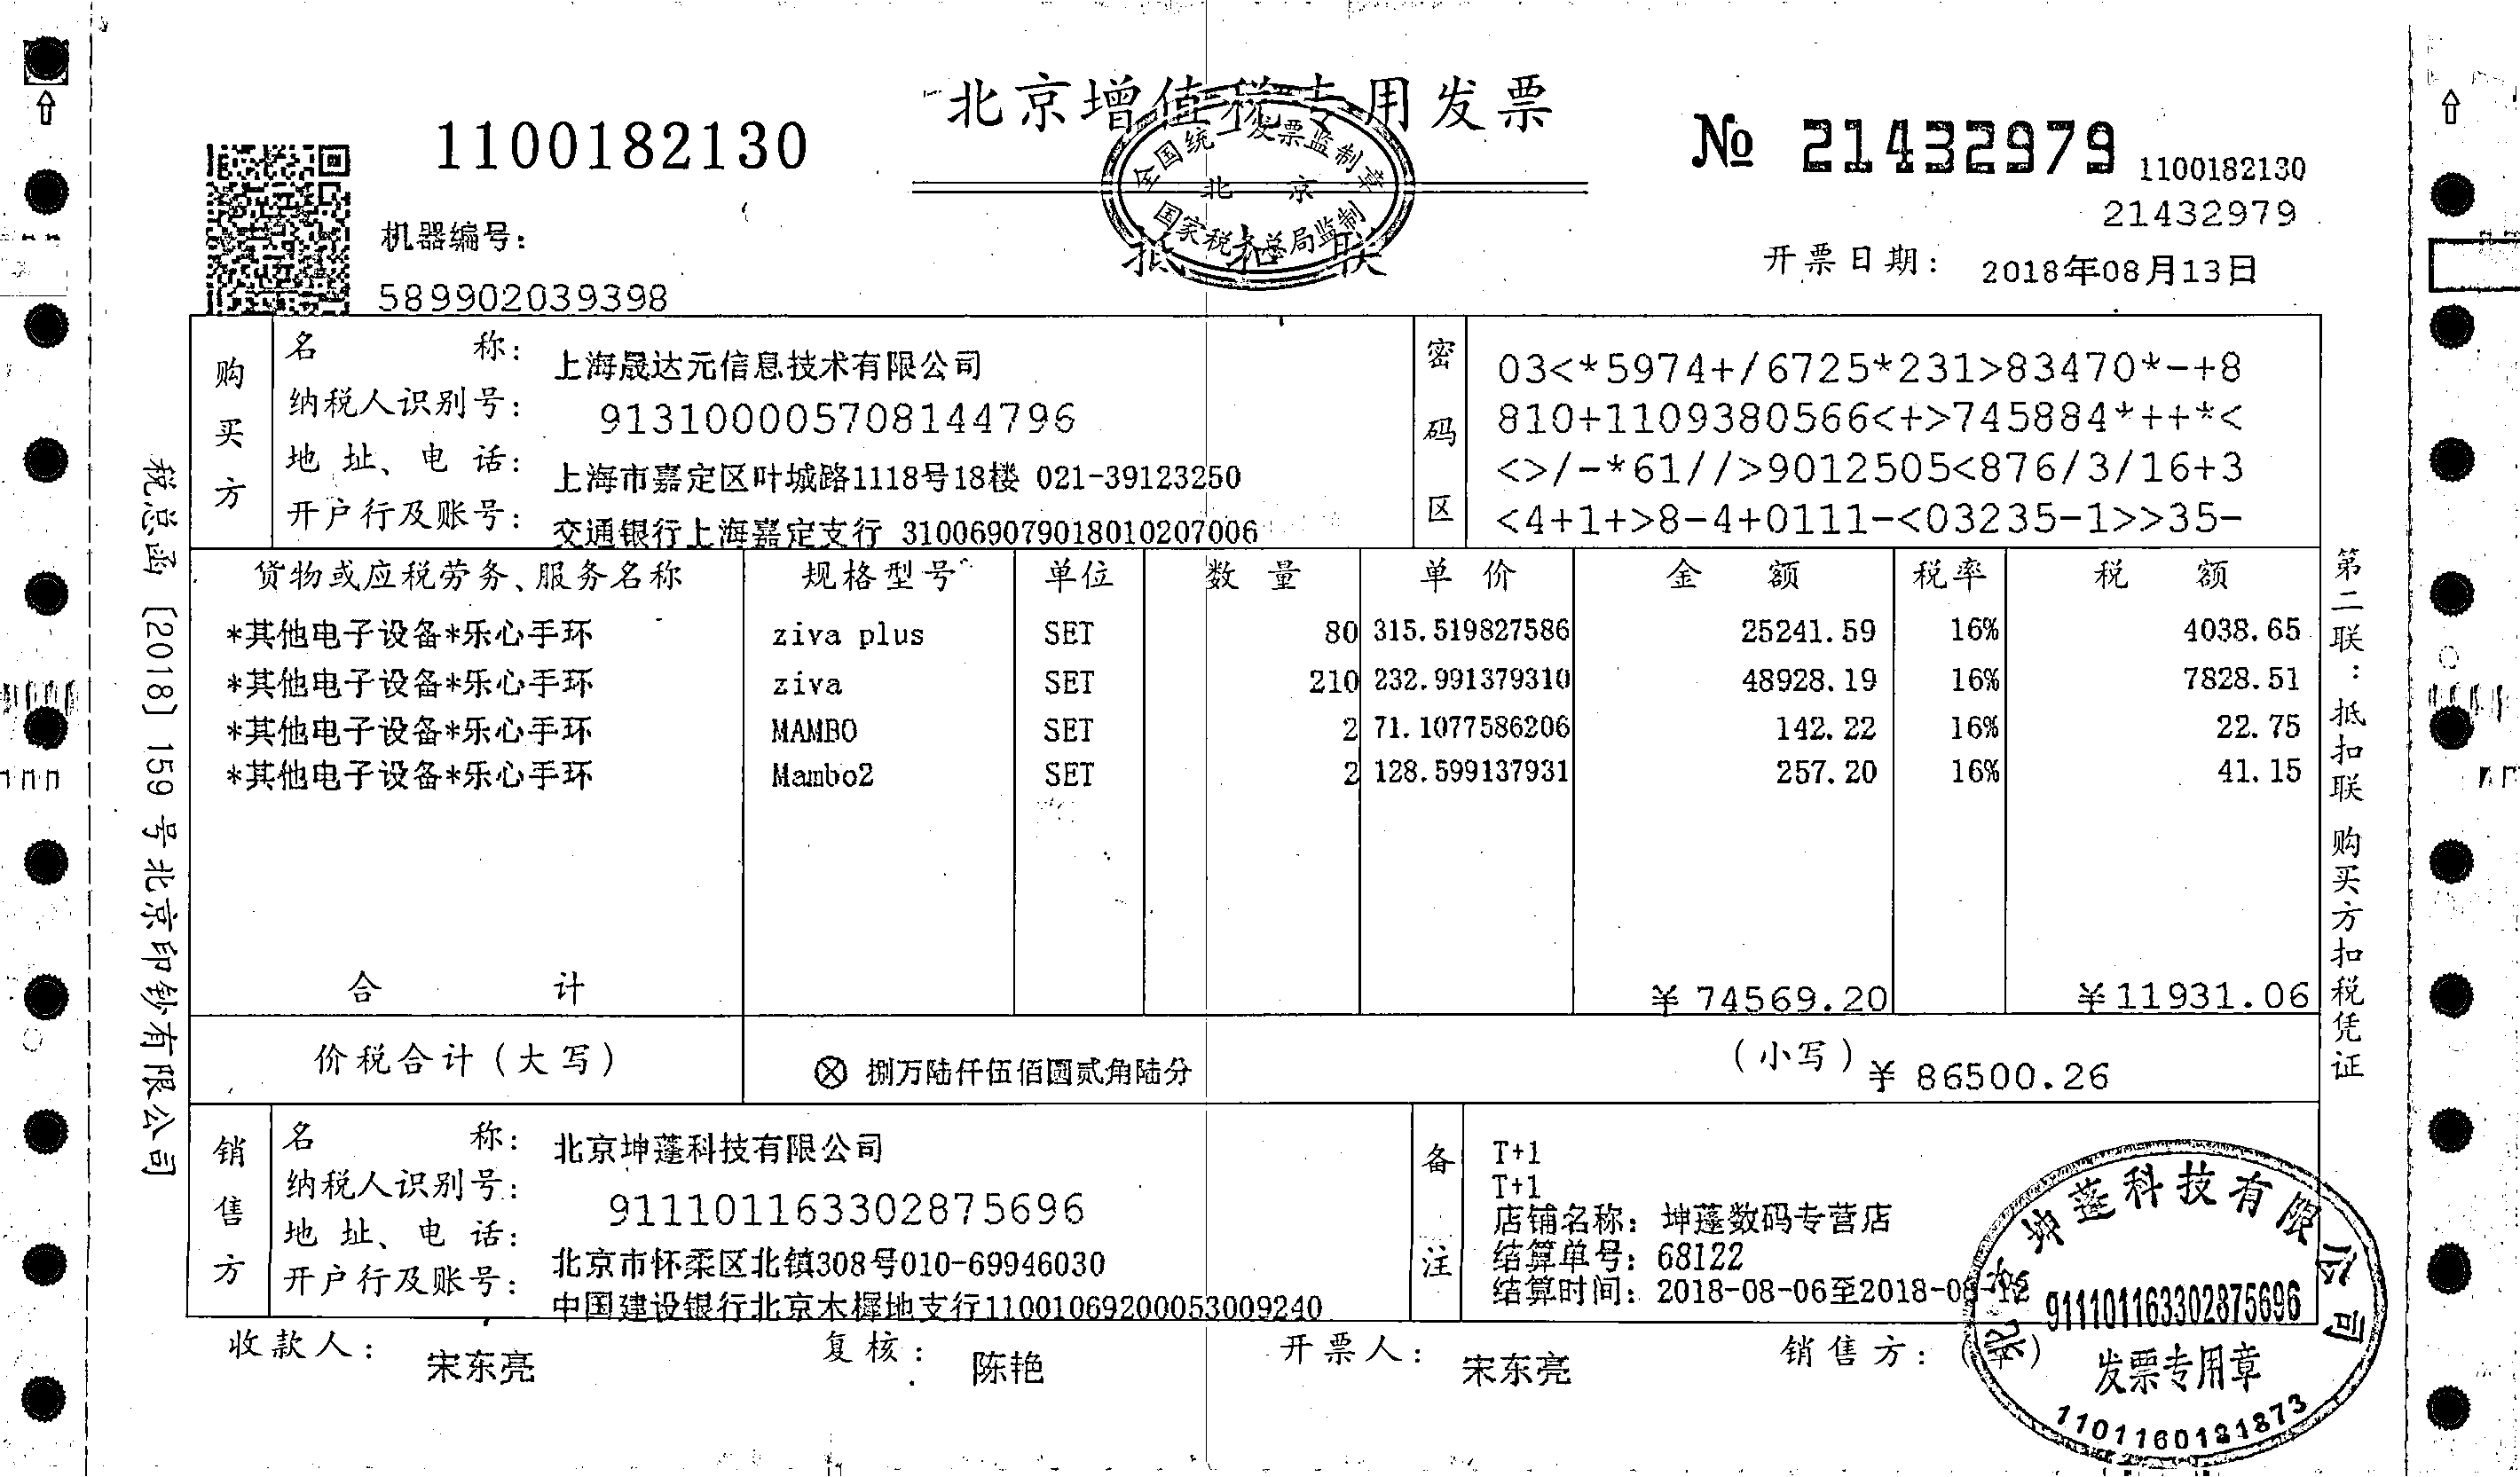 北京增值税专用发票
全国统一发票监制章
北京
国家税务总局监制
抵扣联
1100182130
№ 21432979
1100182130
21432979
机器编号：
589902039398
开票日期： 2018年08月13日
购买方
名称： 上海晟达元信息技术有限公司
纳税人识别号： 913100005708144796
地址、电话： 上海市嘉定区叶城路1118号18楼 021-39123250
开户行及账号： 交通银行上海嘉定支行 310069079018010207006
密码区
03<*5974+/6725*231>83470*-+8
810+1109380566<+>745884*++*<
<>/-*61//>9012505<876/3/16+3
<4+1+>8-4+0111-<03235-1>>35-
货物或应税劳务、服务名称 规格型号 单位 数量 单价 金额 税率 税额
*其他电子设备*乐心手环 ziva plus SET 80 315.519827586 25241.59 16% 4038.65
*其他电子设备*乐心手环 ziva SET 210 232.991379310 48928.19 16% 7828.51
*其他电子设备*乐心手环 MAMBO SET 2 71.1077586206 142.22 16% 22.75
*其他电子设备*乐心手环 Mambo2 SET 2 128.599137931 257.20 16% 41.15
合计 ¥74569.20 ¥11931.06
价税合计（大写） ⊗ 捌万陆仟伍佰圆贰角陆分 （小写）¥86500.26
销售方
名称： 北京坤蓬科技有限公司
纳税人识别号： 911101163302875696
地址、电话： 北京市怀柔区北镇308号010-69946030
开户行及账号： 中国建设银行北京木樨地支行11001069200053009240
备注
T+1
T+1
店铺名称：坤蓬数码专营店
结算单号：68122
结算时间：2018-08-06至2018-08-12
收款人： 宋东亮 复核： 陈艳 开票人： 宋东亮 销售方：（章）
北京坤蓬科技有限公司
911101163302875696
发票专用章
税总函〔2018〕159号北京印钞有限公司
第二联：抵扣联 购买方扣税凭证